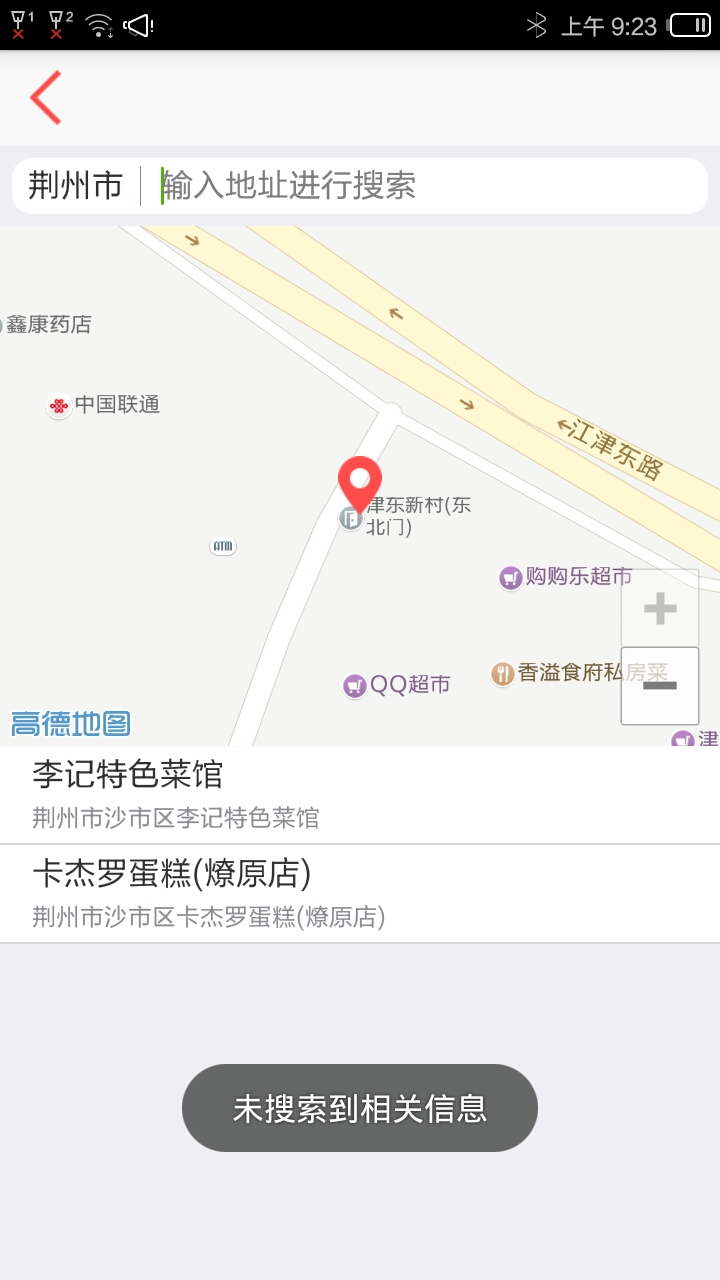 1 2 上午 9:23
荆州市 输入地址进行搜索
鑫康药店
中国联通
江津东路
津东新村(东
北门)
ATM
购购乐超市
香溢食府私房菜
QQ超市
高德地图
津
李记特色菜馆
荆州市沙市区李记特色菜馆
卡杰罗蛋糕(燎原店)
荆州市沙市区卡杰罗蛋糕(燎原店)
未搜索到相关信息